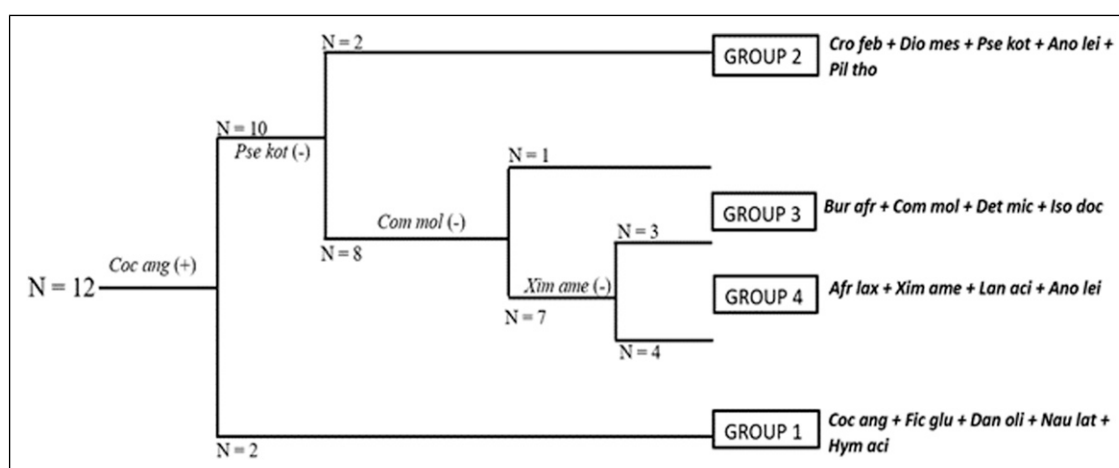 N = 2
GROUP 2
Cro feb + Dio mes + Pse kot + Ano lei +
Pil tho
N = 10
Pse kot (-)
N = 1
Com mol (-)
GROUP 3
Bur afr + Com mol + Det mic + Iso doc
N = 8
N = 3
Coc ang (+)
N = 12
Xim ame (-)
GROUP 4
Afr lax + Xim ame + Lan aci + Ano lei
N = 7
N = 4
N = 2
GROUP 1
Coc ang + Fic glu + Dan oli + Nau lat +
Hym aci